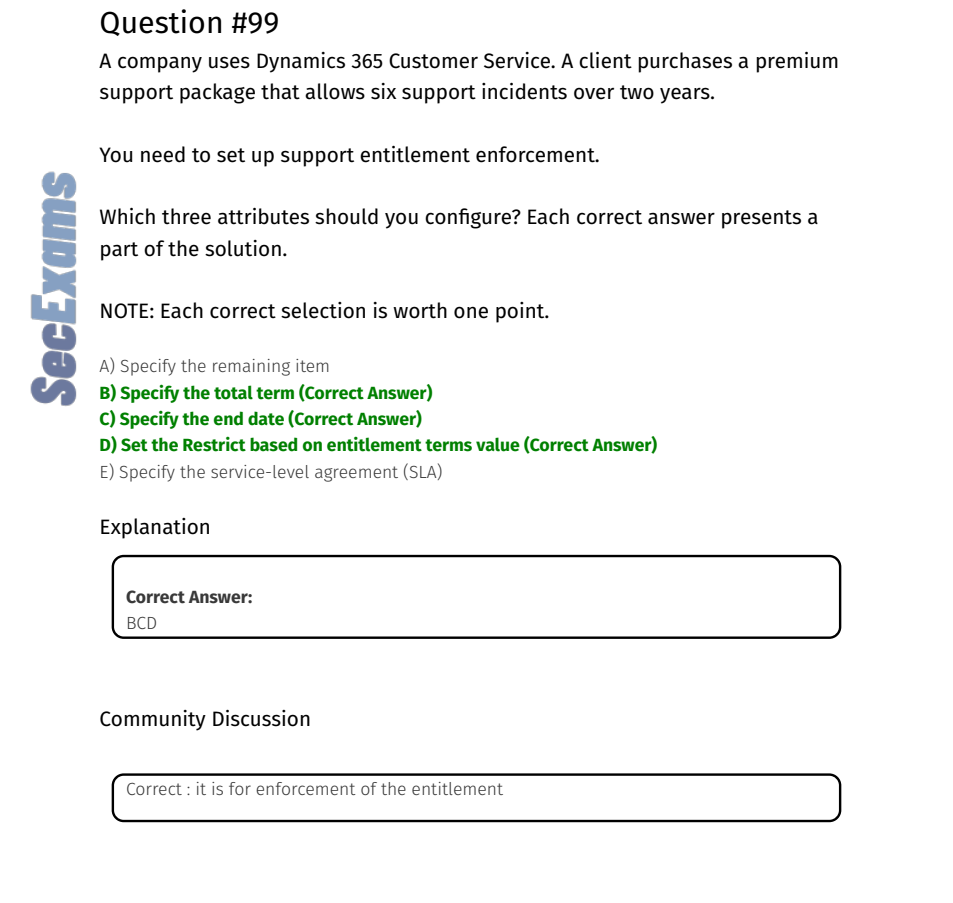 Question #99
A company uses Dynamics 365 Customer Service. A client purchases a premium
support package that allows six support incidents over two years.
You need to set up support entitlement enforcement.
Which three attributes should you configure? Each correct answer presents a
part of the solution.
NOTE: Each correct selection is worth one point.
SecExams
A) Specify the remaining item
B) Specify the total term (Correct Answer)
C) Specify the end date (Correct Answer)
D) Set the Restrict based on entitlement terms value (Correct Answer)
E) Specify the service-level agreement (SLA)
Explanation
Correct Answer:
BCD
Community Discussion
Correct : it is for enforcement of the entitlement